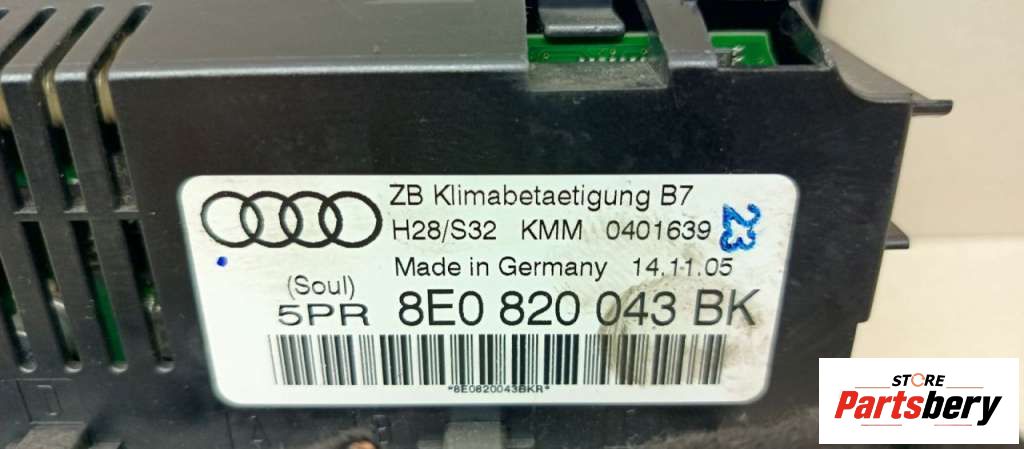 ZB Klimabetaetigung B7
H28/S32 KMM 0401639
23
Made in Germany 14.11.05
(Soul)
5PR 8E0 820 043 BK
*8E0820043BKR*
D
A
B
STORE
Partsbery